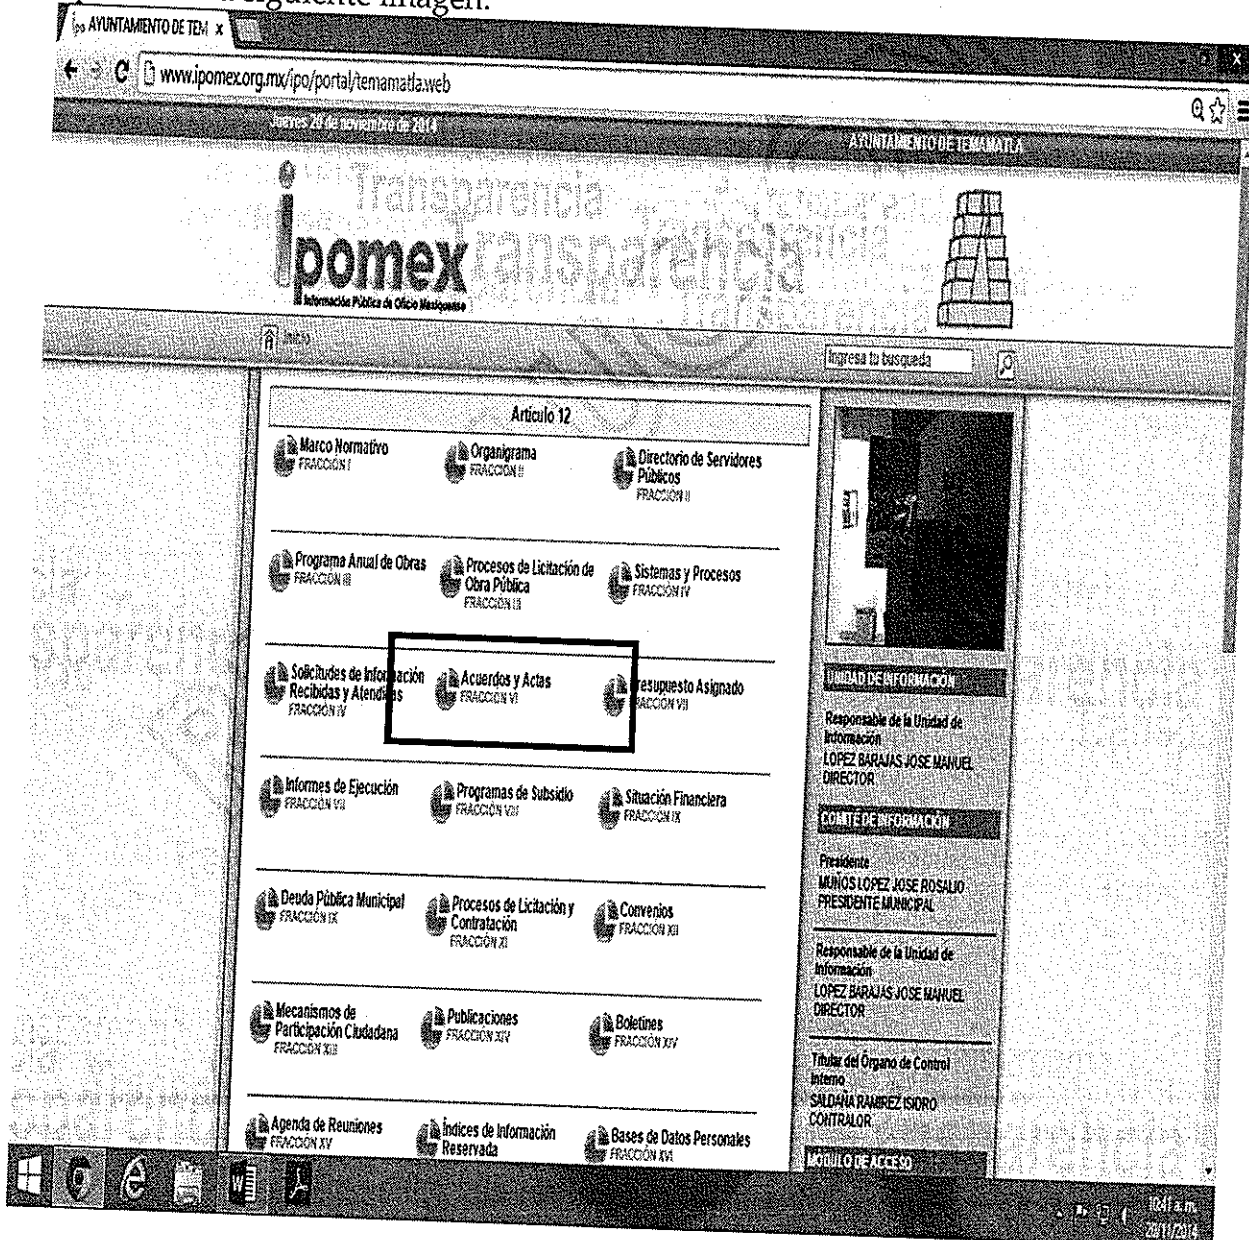 siguiente imagen:
AYUNTAMIENTO DE TEM x
www.ipomex.org.mx/ipo/portal/temamatla.web
Jueves 20 de noviembre de 2014
AYUNTAMIENTO DE TEMAMATLA
Transparencia
Transparencia
Transparencia
ipomex
Información Pública de Oficio Mexiquense
Inicio
Ingresa tu busqueda
Artículo 12
Marco Normativo
FRACCIÓN I
Organigrama
FRACCIÓN II
Directorio de Servidores
Públicos
FRACCIÓN II
Programa Anual de Obras
FRACCIÓN III
Procesos de Licitación de
Obra Pública
FRACCIÓN III
Sistemas y Procesos
FRACCIÓN IV
Solicitudes de Información
Recibidas y Atendidas
FRACCIÓN IV
Acuerdos y Actas
FRACCIÓN VI
Presupuesto Asignado
FRACCIÓN VII
Informes de Ejecución
FRACCIÓN VII
Programas de Subsidio
FRACCIÓN VIII
Situación Financiera
FRACCIÓN IX
Deuda Pública Municipal
FRACCIÓN IX
Procesos de Licitación y
Contratación
FRACCIÓN XI
Convenios
FRACCIÓN XII
Mecanismos de
Participación Ciudadana
FRACCIÓN XIII
Publicaciones
FRACCIÓN XIV
Boletines
FRACCIÓN XIV
Agenda de Reuniones
FRACCIÓN XV
Índices de Información
Reservada
Bases de Datos Personales
FRACCIÓN XVI
UNIDAD DE INFORMACIÓN
Responsable de la Unidad de
Información
LOPEZ BARAJAS JOSE MANUEL
DIRECTOR
COMITÉ DE INFORMACIÓN
Presidente
MUÑOS LOPEZ JOSE ROSALIO
PRESIDENTE MUNICIPAL
Responsable de la Unidad de
Información
LOPEZ BARAJAS JOSE MANUEL
DIRECTOR
Titular del Órgano de Control
Interno
SALDAÑA RAMIREZ ISIDRO
CONTRALOR
MÓDULO DE ACCESO
10:41 a.m.
20/11/2014